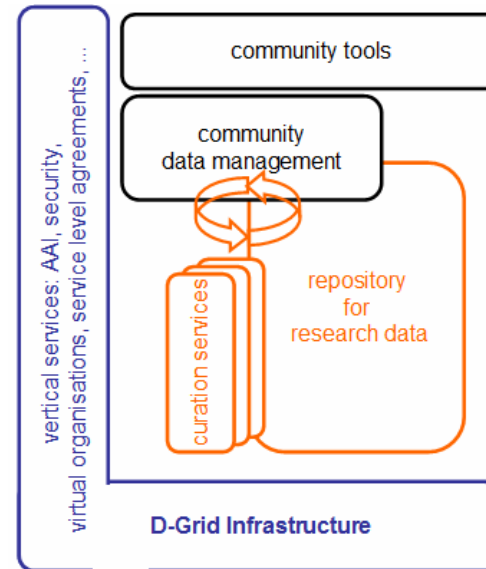 vertical services: AAI, security,
virtual organisations, service level agreements, ...
community tools
community
data management
curation services
repository
for
research data
D-Grid Infrastructure